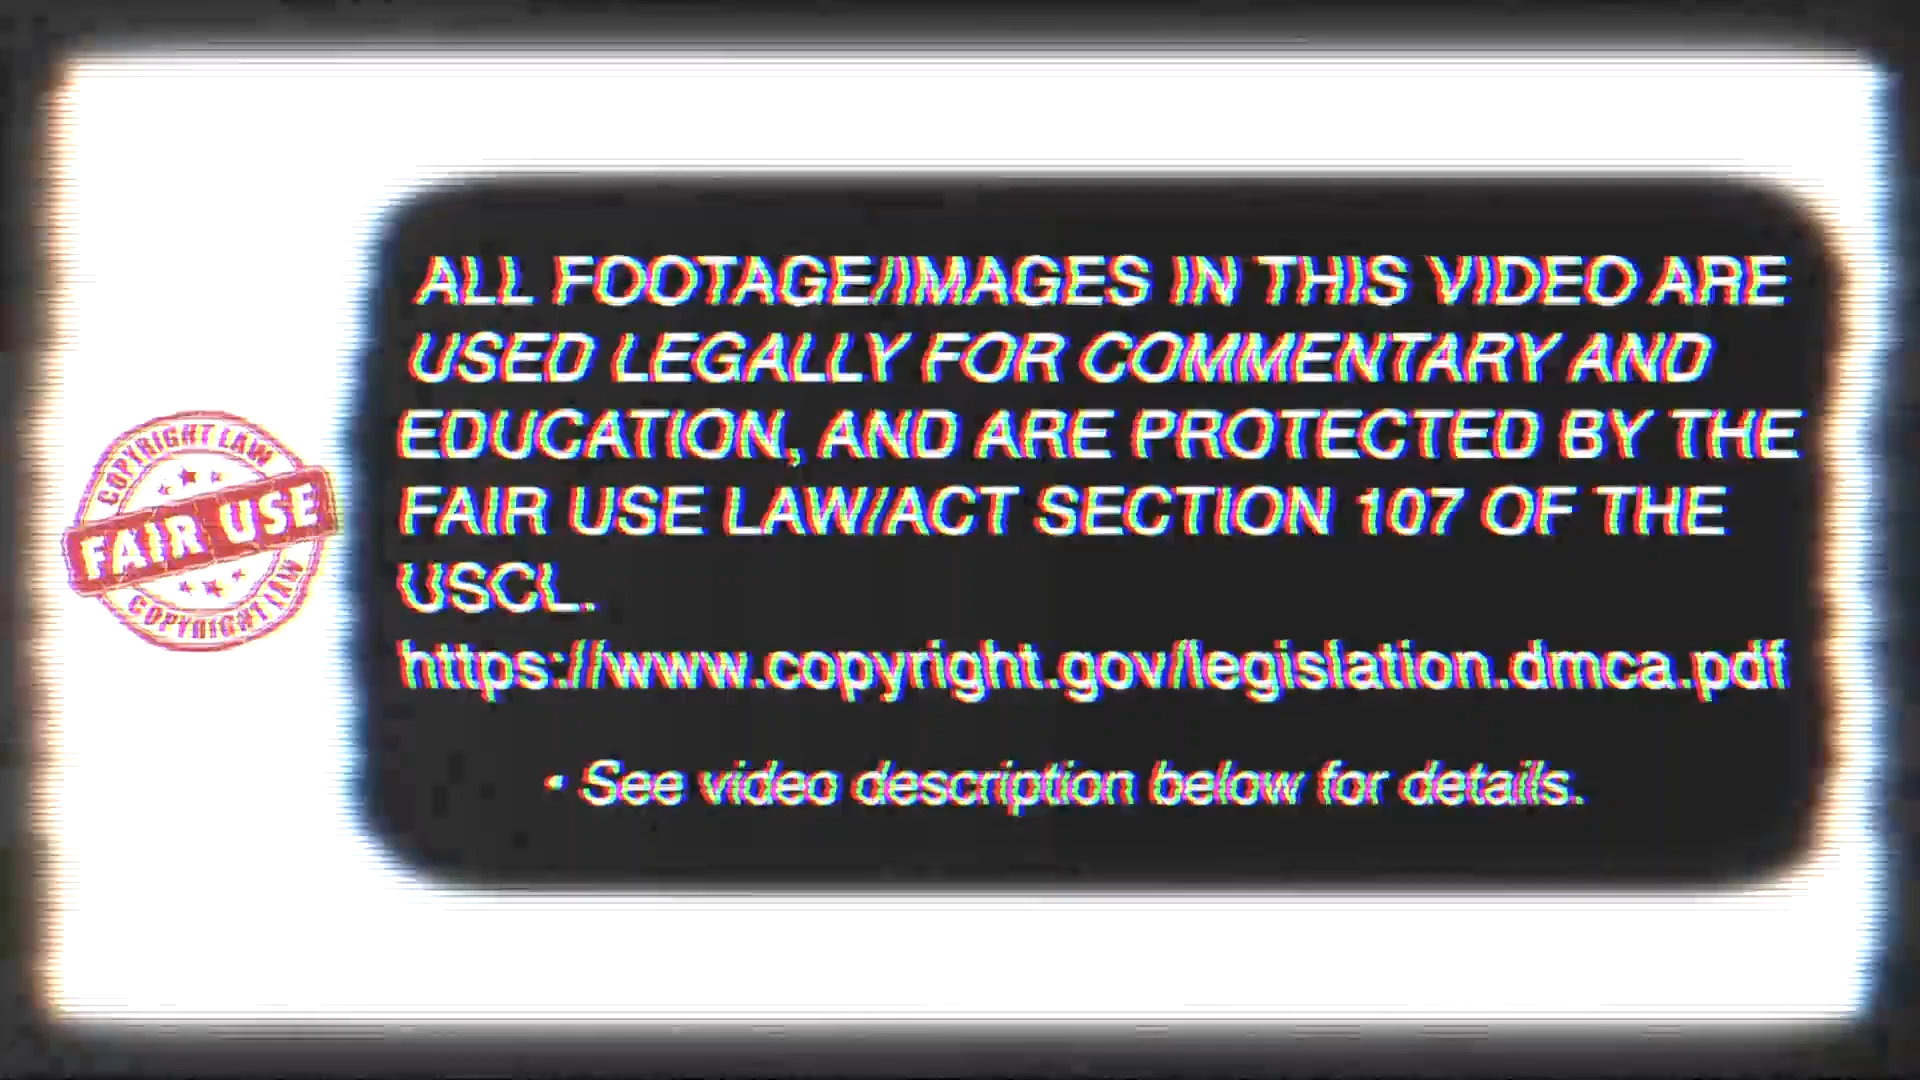 COPYRIGHT LAW
FAIR USE
COPYRIGHT LAW
ALL FOOTAGE/IMAGES IN THIS VIDEO ARE
USED LEGALLY FOR COMMENTARY AND
EDUCATION, AND ARE PROTECTED BY THE
FAIR USE LAW/ACT SECTION 107 OF THE
USCL.
https://www.copyright.gov/legislation.dmca.pdf
• See video description below for details.